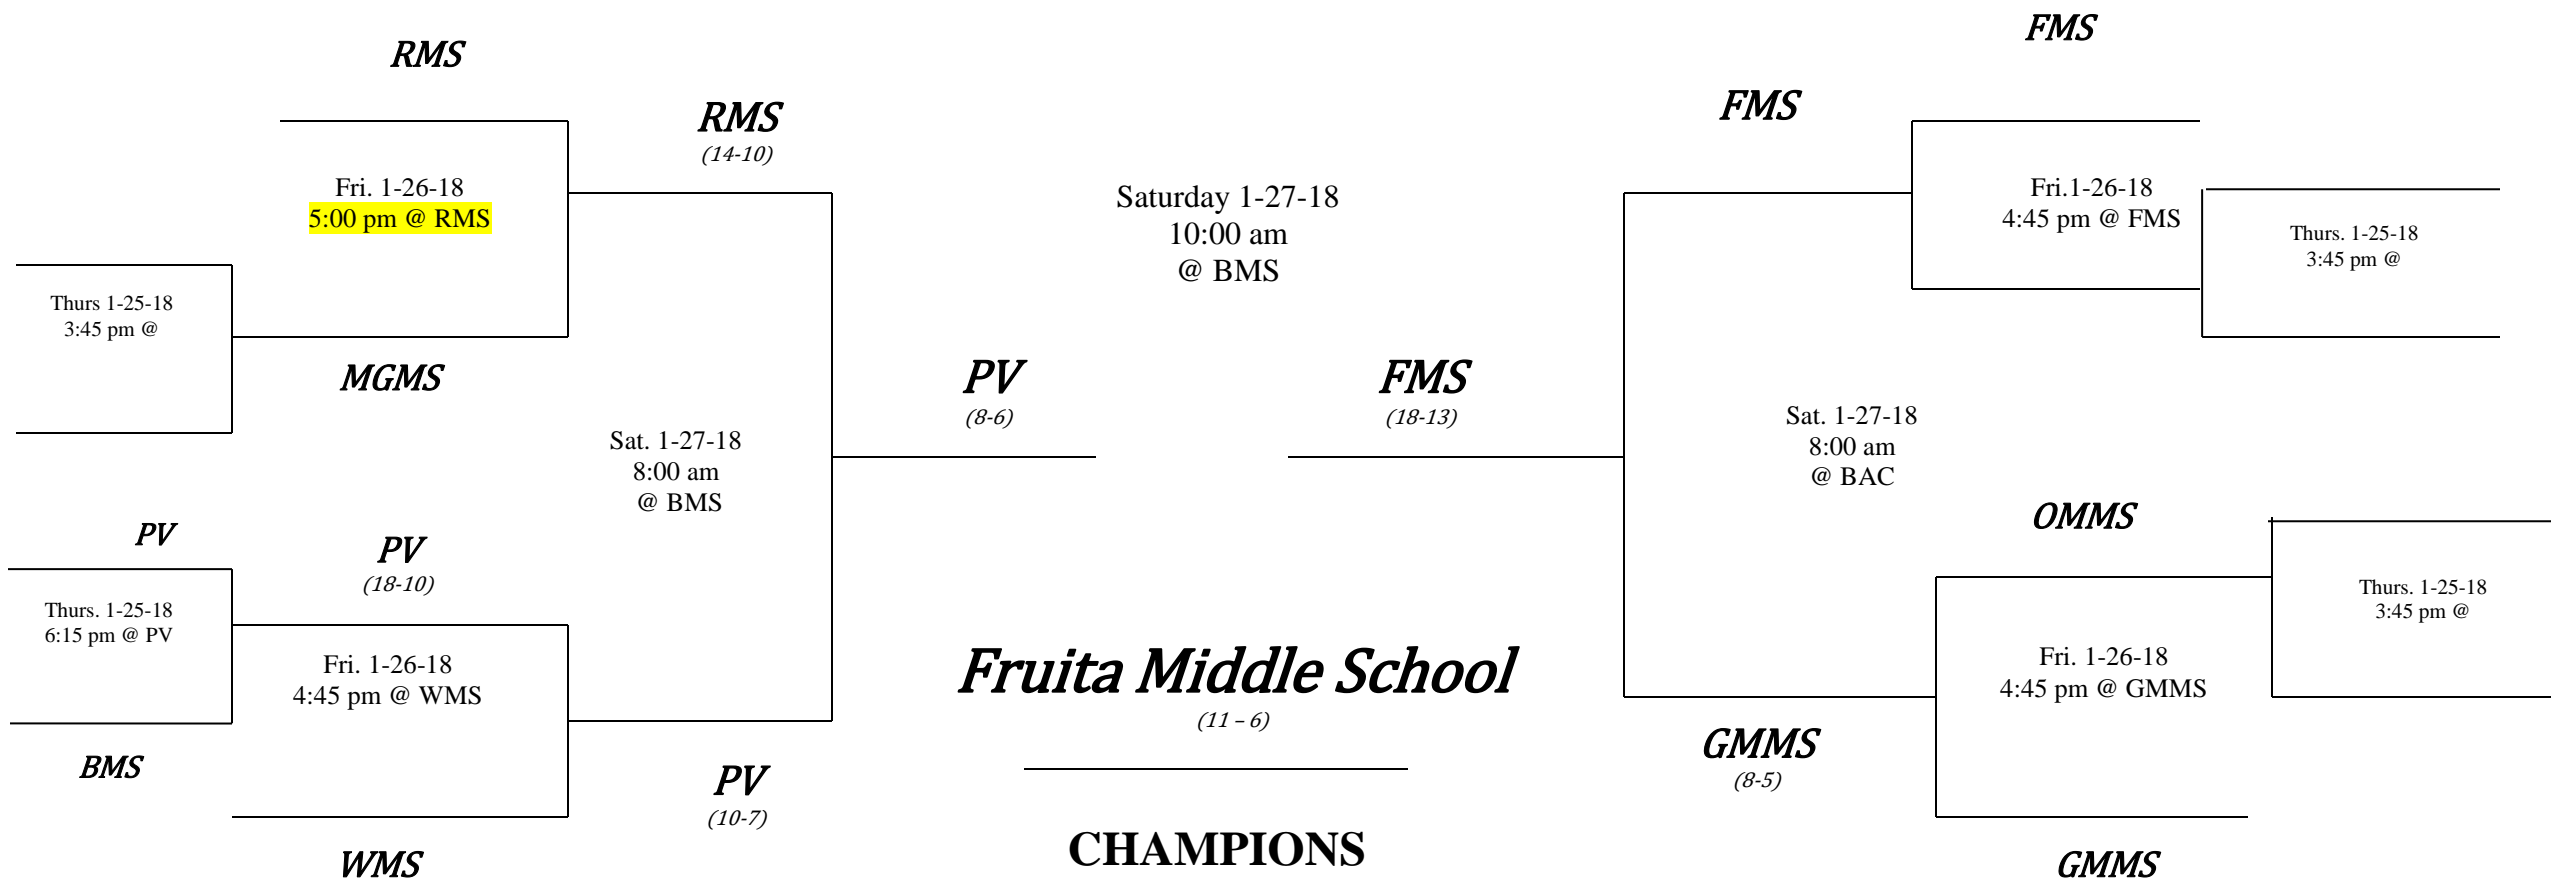 RMS
RMS
(14-10)
Fri. 1-26-18
5:00 pm @ RMS
Thurs 1-25-18
3:45 pm @
MGMS
Sat. 1-27-18
8:00 am
@ BMS
PV
PV
(18-10)
Thurs. 1-25-18
6:15 pm @ PV
Fri. 1-26-18
4:45 pm @ WMS
BMS
PV
(10-7)
WMS
PV
(8-6)
Saturday 1-27-18
10:00 am
@ BMS
FMS
(18-13)
Fruita Middle School
(11 – 6)
CHAMPIONS
FMS
FMS
Fri.1-26-18
4:45 pm @ FMS
Thurs. 1-25-18
3:45 pm @
Sat. 1-27-18
8:00 am
@ BAC
OMMS
Thurs. 1-25-18
3:45 pm @
Fri. 1-26-18
4:45 pm @ GMMS
GMMS
(8-5)
GMMS